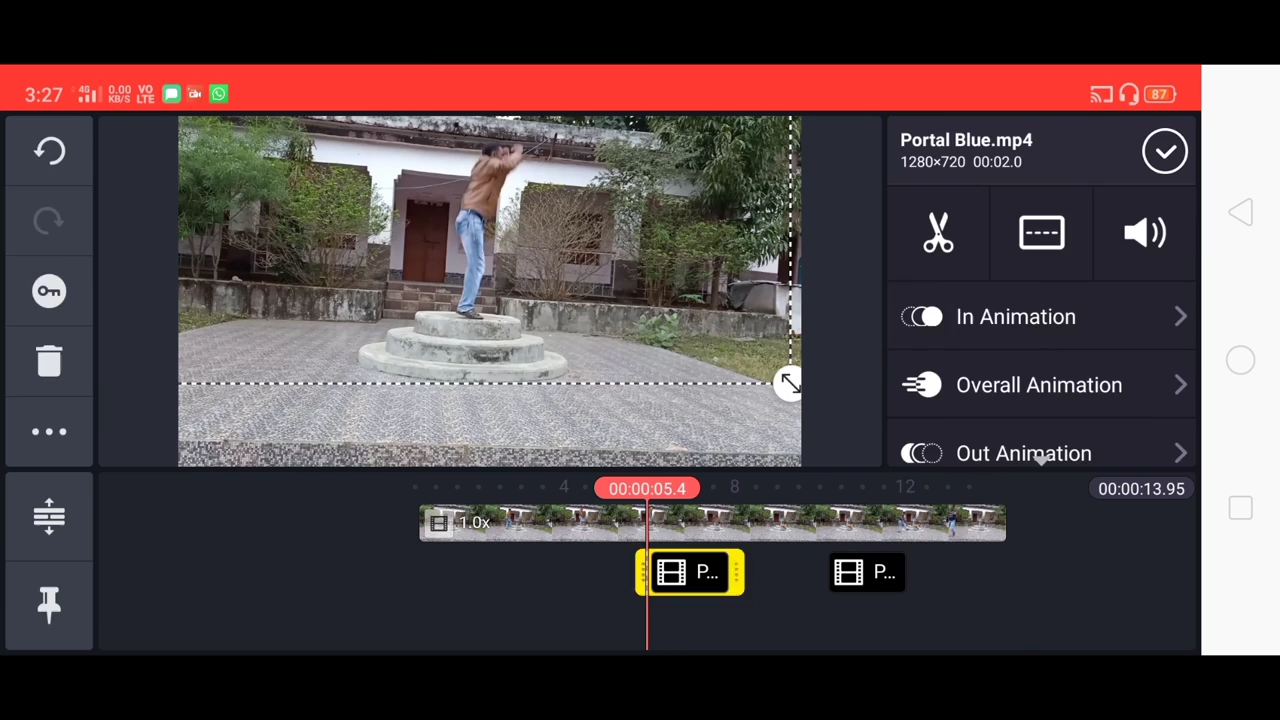 3:27 4G 0.00 KB/S VO LTE 87
Portal Blue.mp4
1280×720 00:02.0
In Animation
Overall Animation
Out Animation
4 00:00:05.4 8 12 00:00:13.95
1.0x
P... P...